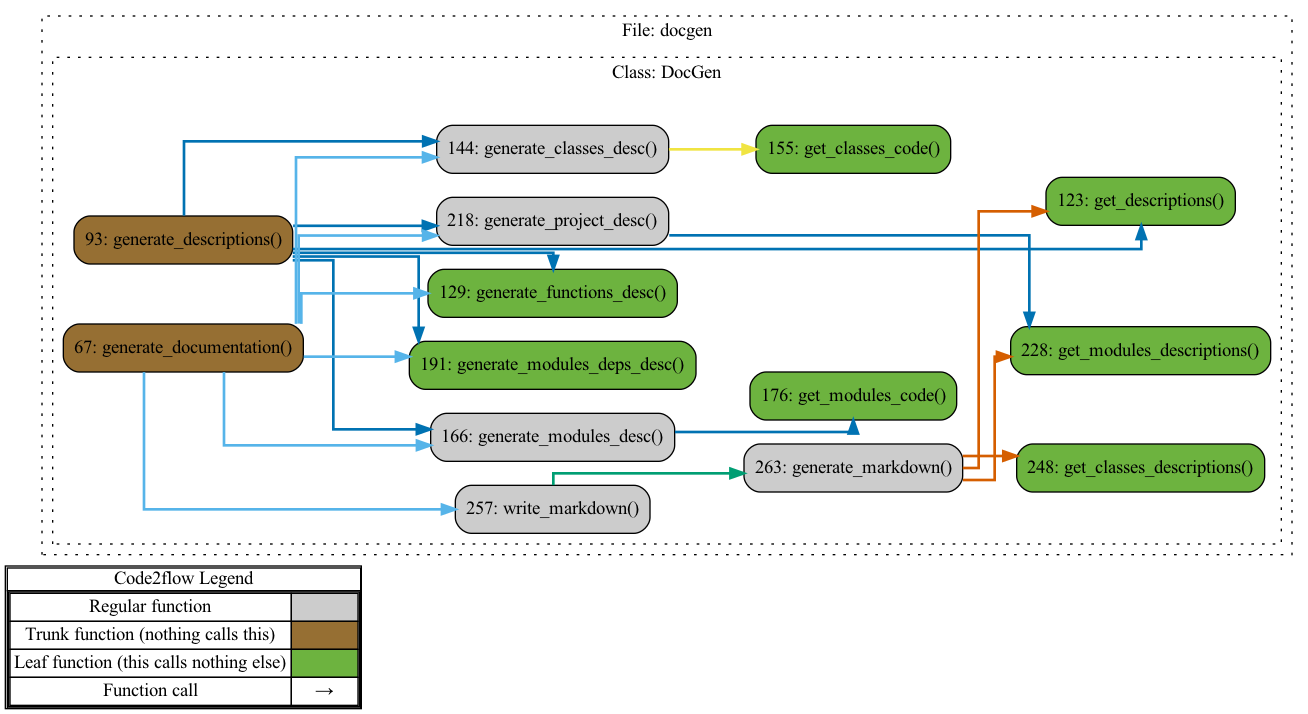 File: docgen
Class: DocGen
144: generate_classes_desc()
155: get_classes_code()
123: get_descriptions()
218: generate_project_desc()
93: generate_descriptions()
129: generate_functions_desc()
67: generate_documentation()
228: get_modules_descriptions()
191: generate_modules_deps_desc()
176: get_modules_code()
166: generate_modules_desc()
263: generate_markdown()
248: get_classes_descriptions()
257: write_markdown()
Code2flow Legend
Regular function
Trunk function (nothing calls this)
Leaf function (this calls nothing else)
Function call →